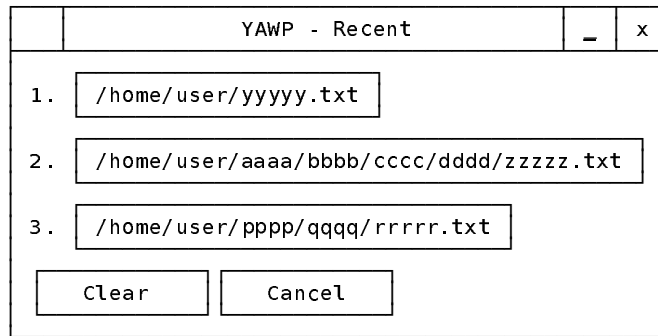 YAWP - Recent _ x
1. /home/user/yyyyy.txt
2. /home/user/aaaa/bbbb/cccc/dddd/zzzzz.txt
3. /home/user/pppp/qqqq/rrrrr.txt
Clear Cancel